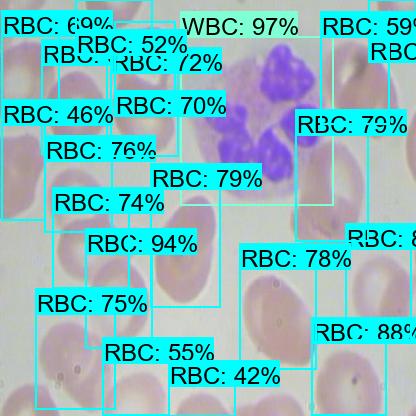 RBC: 69%
WBC: 97%
RBC: 59
RBC: 52%
RBC:
RBC
RBC: 72%
RBC: 46%
RBC: 70%
RBC: 79%
RBC: 76%
RBC: 79%
RBC: 74%
RBC: 94%
RBC: 8
RBC: 78%
RBC: 75%
RBC: 88%
RBC: 55%
RBC: 42%